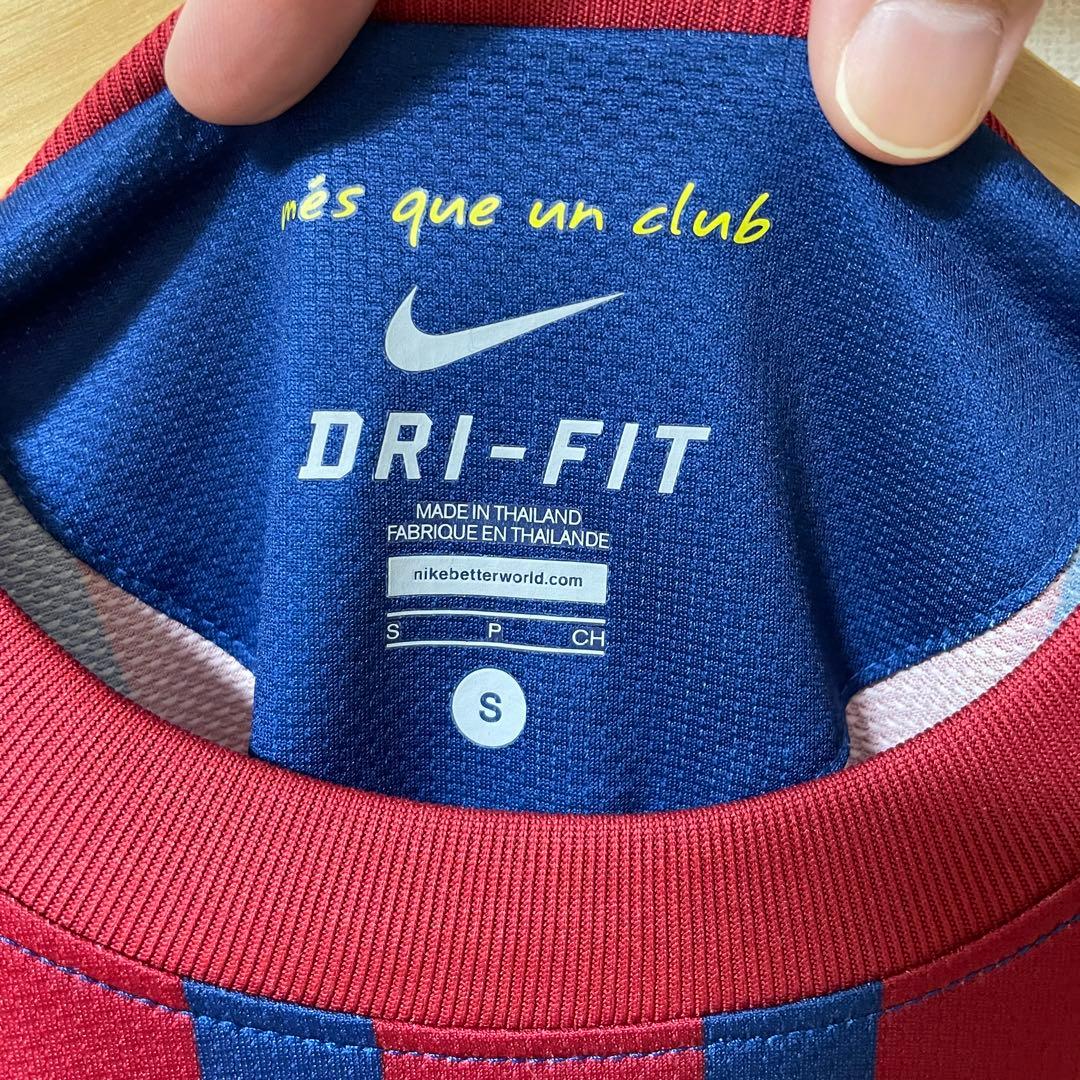 més que un club
DRI-FIT
MADE IN THAILAND
FABRIQUE EN THAILANDE
nikebetterworld.com
S P CH
S